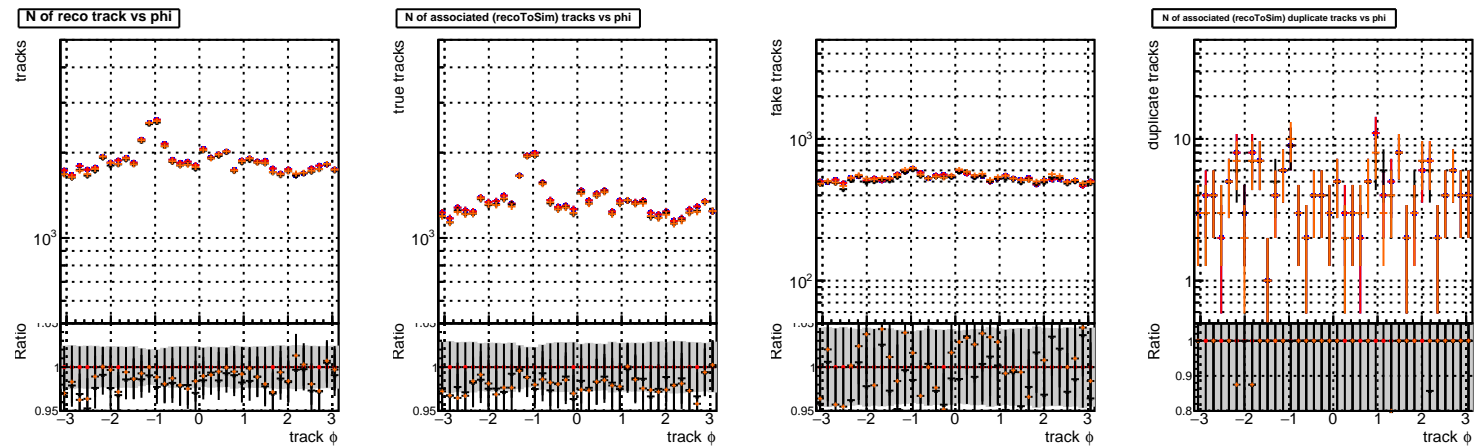 N of reco track vs phi
tracks
10³
Ratio
1.05
1
0.95
−3 −2 −1 0 1 2 3
track ϕ
N of associated (recoToSim) tracks vs phi
true tracks
10³
Ratio
1.05
1
0.95
−3 −2 −1 0 1 2 3
track ϕ
fake tracks
10³
10²
Ratio
1.05
1
0.95
−3 −2 −1 0 1 2 3
track ϕ
N of associated (recoToSim) duplicate tracks vs phi
duplicate tracks
10
1
Ratio
1
0.9
0.8
−3 −2 −1 0 1 2 3
track ϕ